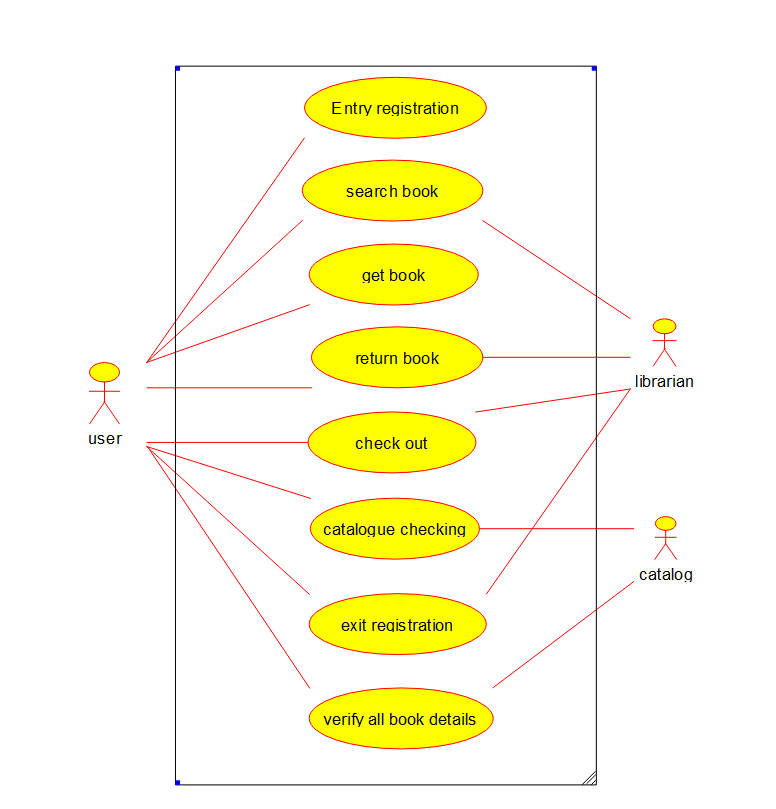 Entry registration
search book
get book
return book
check out
catalogue checking
exit registration
verify all book details
user
librarian
catalog